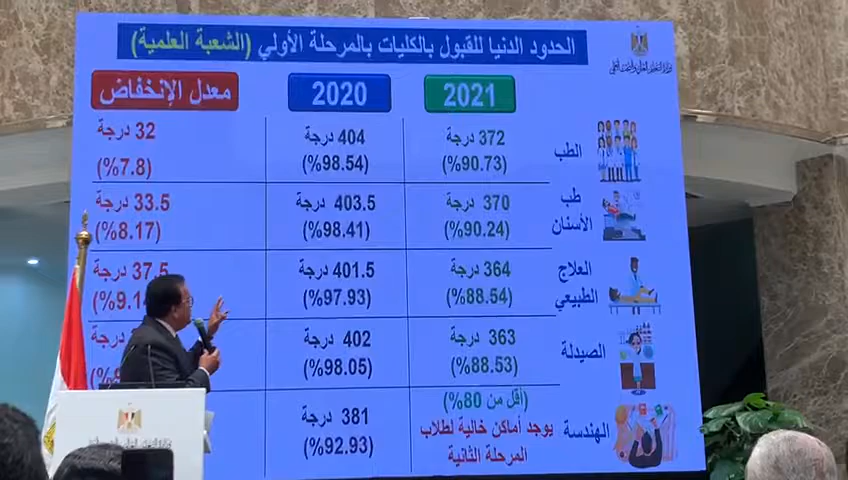 الحدود الدنيا للقبول بالكليات بالمرحلة الأولي (الشعبة العلمية)
2021 2020 معدل الإنخفاض
الطب 372 درجة 404 درجة 32 درجة
(90.73%) (98.54%) (7.8%)
طب 370 درجة 403.5 درجة 33.5 درجة
الأسنان (90.24%) (98.41%) (8.17%)
العلاج 364 درجة 401.5 درجة 37.5 درجة
الطبيعي (88.54%) (97.93%)
الصيدلة 363 درجة 402 درجة درجة
(88.53%) (98.05%)
(أقل من 80%)
الهندسة يوجد أماكن خالية لطلاب 381 درجة
المرحلة الثانية (92.93%)